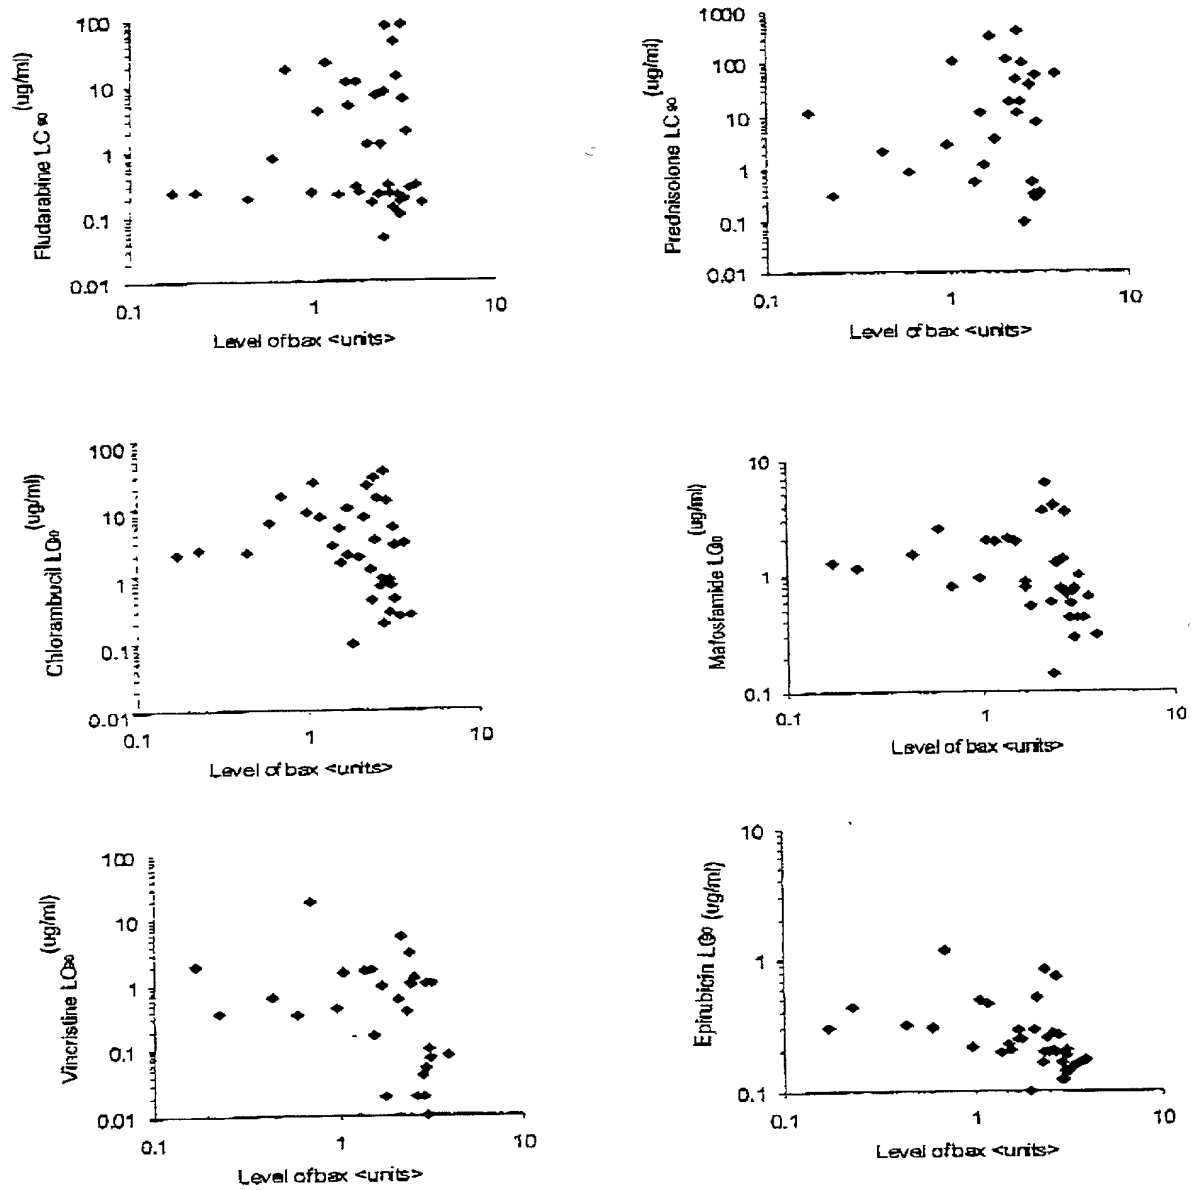 Fludarabine LC90 (ug/ml)
100
10
1
0.1
0.01
0.1 1 10
Level of bax <units>
Prednisolone LC90 (ug/ml)
1000
100
10
1
0.1
0.01
0.1 1 10
Level of bax <units>
Chlorambucil LC90 (ug/ml)
100
10
1
0.1
0.01
0.1 1 10
Level of bax <units>
Mafosfamide LC90 (ug/ml)
10
1
0.1
0.1 1 10
Level of bax <units>
Vincristine LC90 (ug/ml)
100
10
1
0.1
0.01
0.1 1 10
Level of bax <units>
Epirubicin LC90 (ug/ml)
10
1
0.1
0.1 1 10
Level of bax <units>